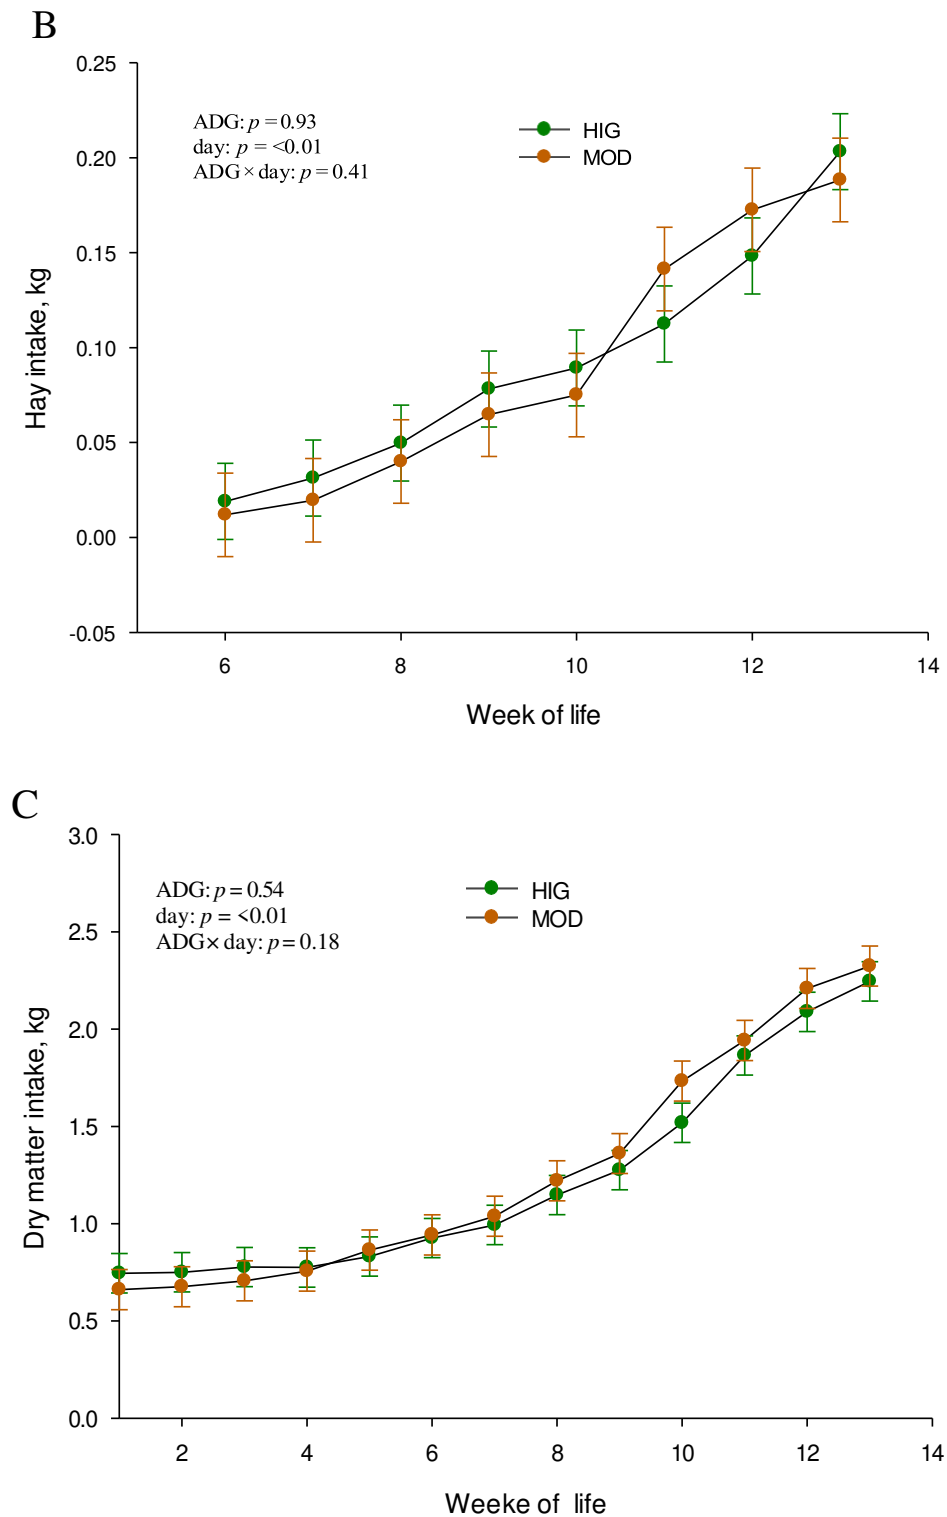 B
0.25
0.20
0.15
0.10
0.05
0.00
-0.05
Hay intake, kg
ADG: p = 0.93
day: p = <0.01
ADG × day: p = 0.41
HIG
MOD
6 8 10 12 14
Week of life
C
3.0
2.5
2.0
1.5
1.0
0.5
0.0
Dry matter intake, kg
ADG: p = 0.54
day: p = <0.01
ADG× day: p = 0.18
HIG
MOD
2 4 6 8 10 12 14
Weeke of life